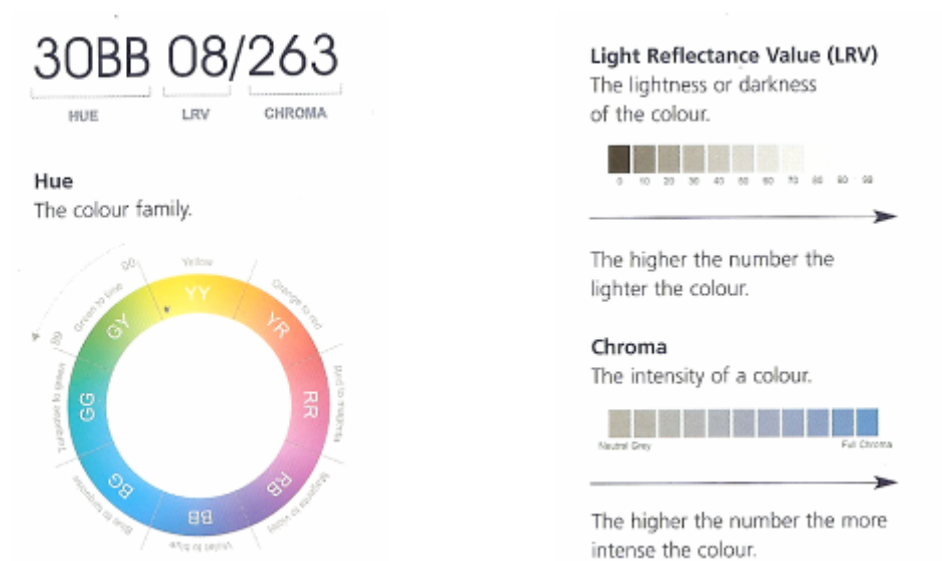 30BB 08/263
HUE LRV CHROMA
Hue
The colour family.
00
89
Yellow
Orange to red
Red to magenta
Magenta to violet
Violet to blue
Blue to turquoise
Turquoise to green
Green to lime
YY
YR
RR
RB
BB
BG
GG
GY
Light Reflectance Value (LRV)
The lightness or darkness
of the colour.
0 10 20 30 40 50 60 70 80 90 99
The higher the number the
lighter the colour.
Chroma
The intensity of a colour.
Neutral Grey Full Chroma
The higher the number the more
intense the colour.